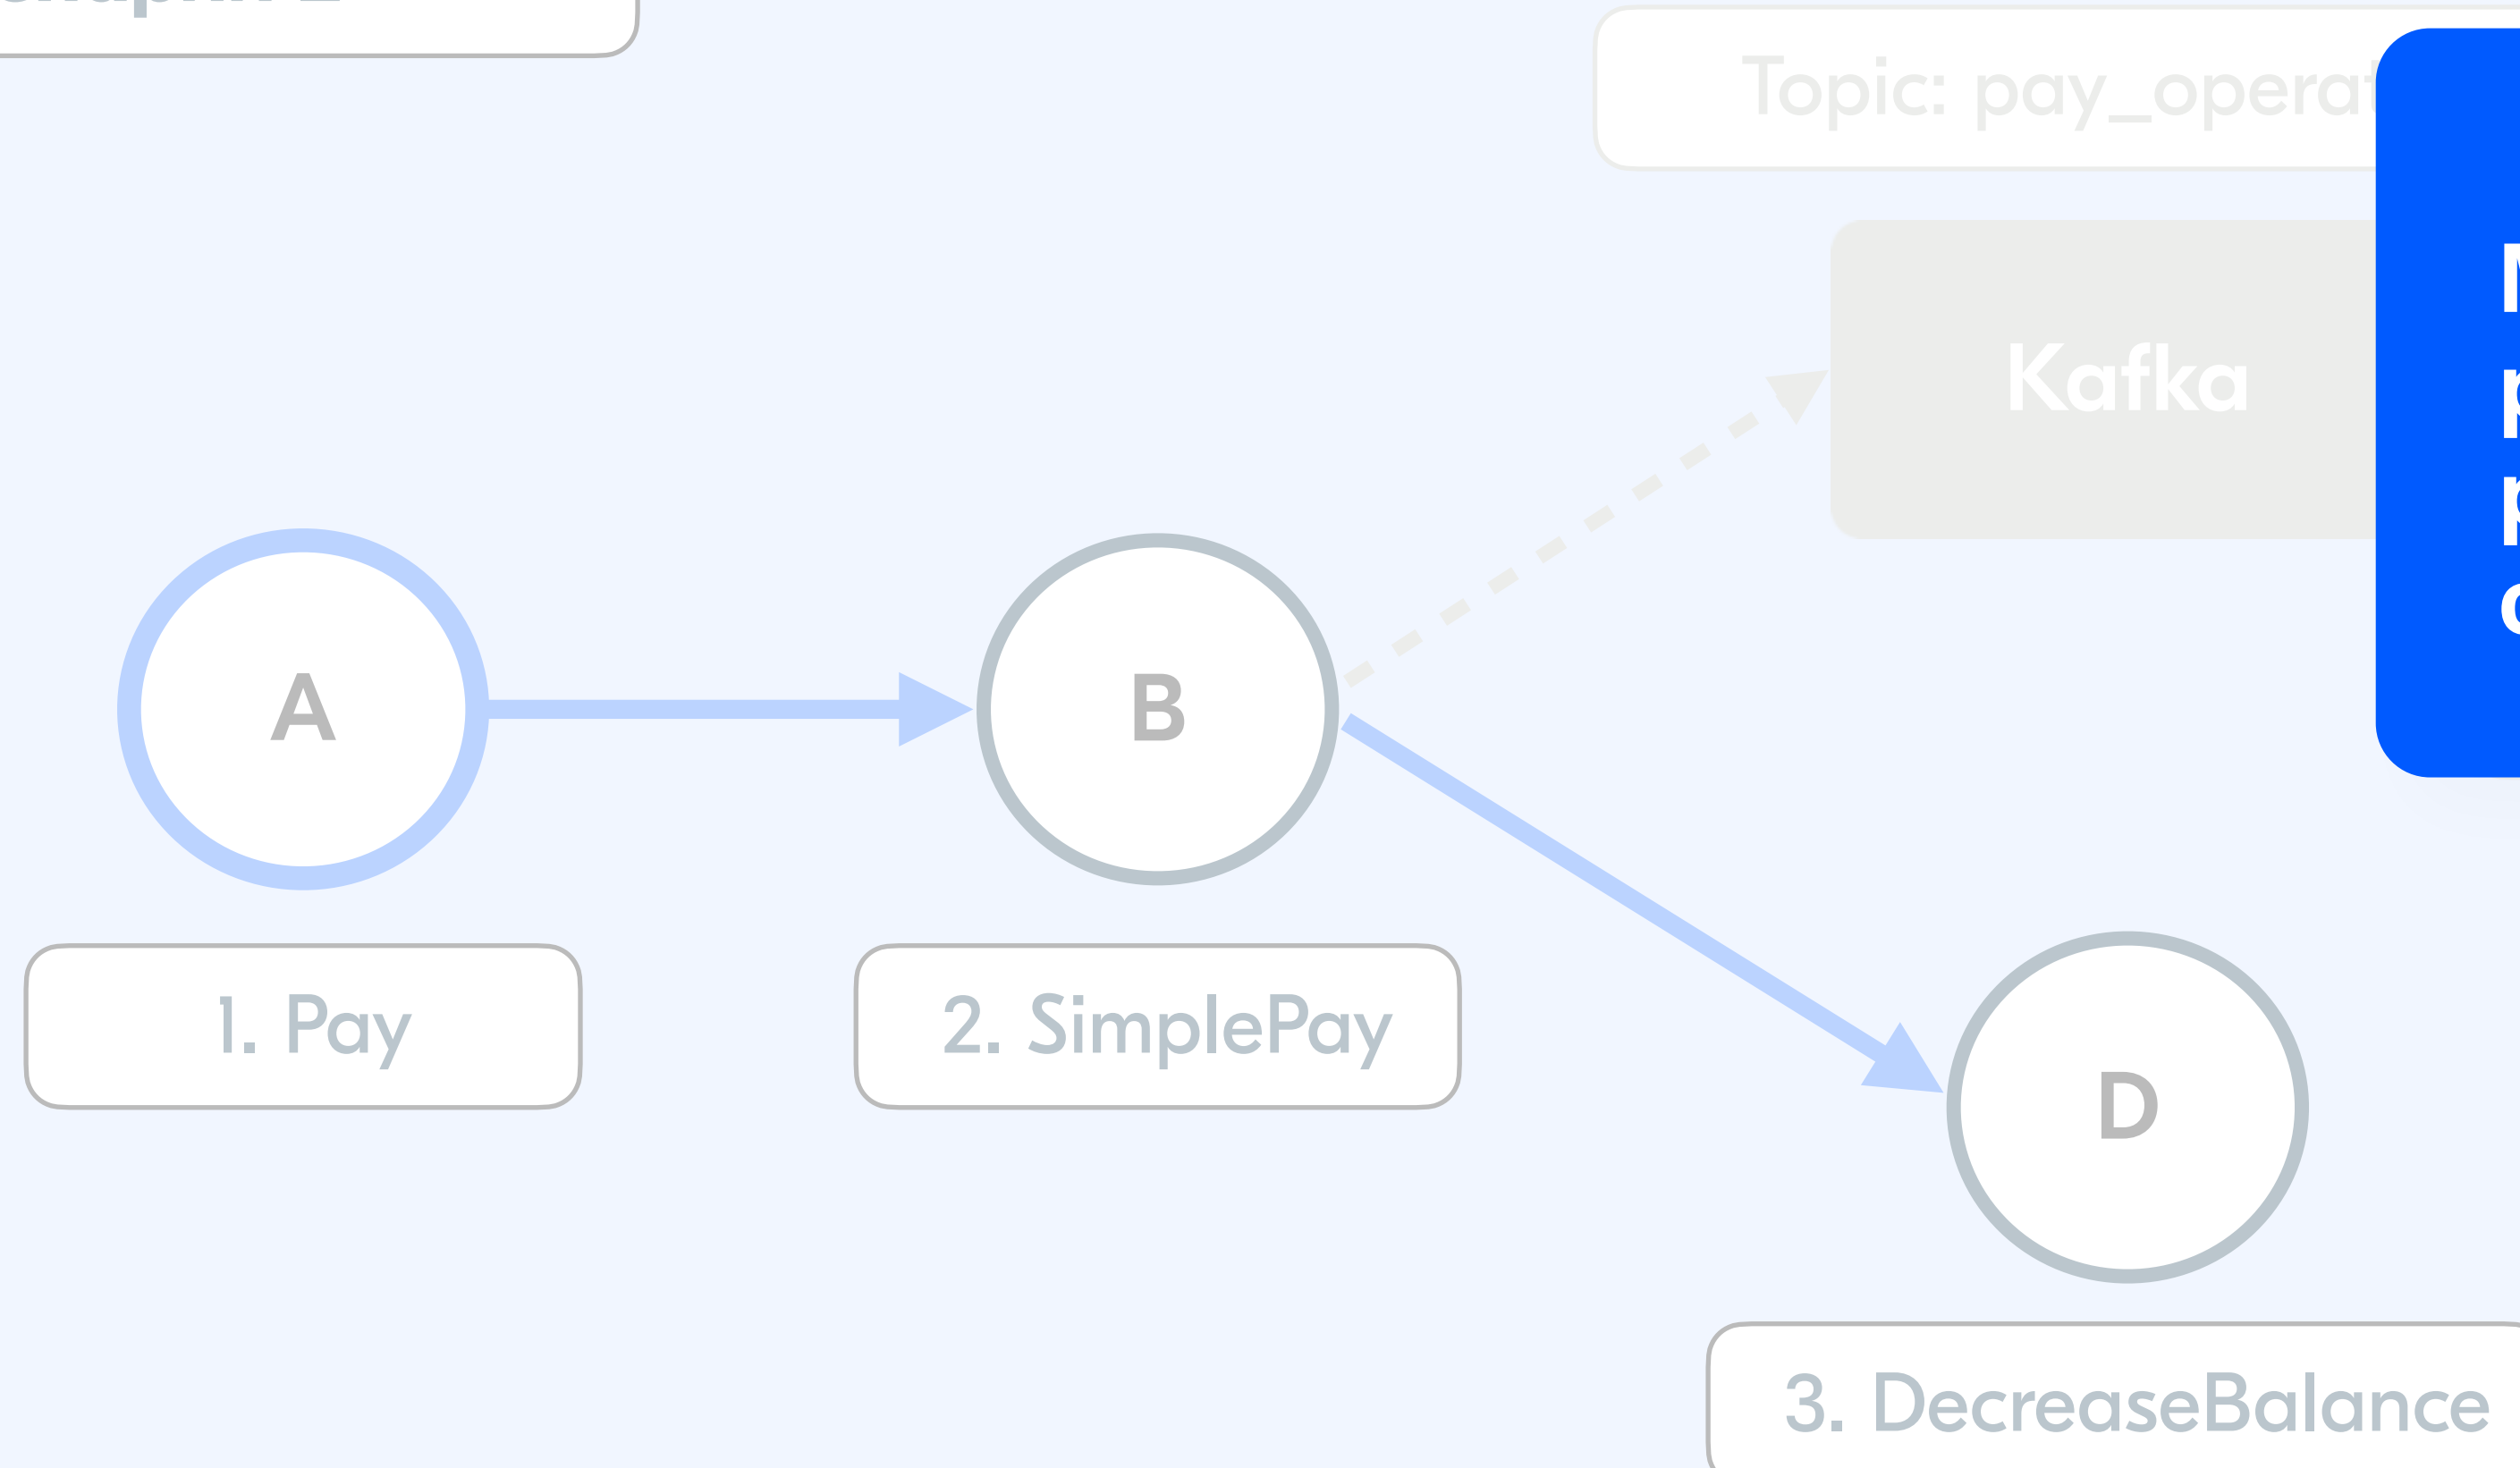 Topic: pay_operat
Kafka
A
B
1. Pay
2. SimplePay
D
3. DecreaseBalance